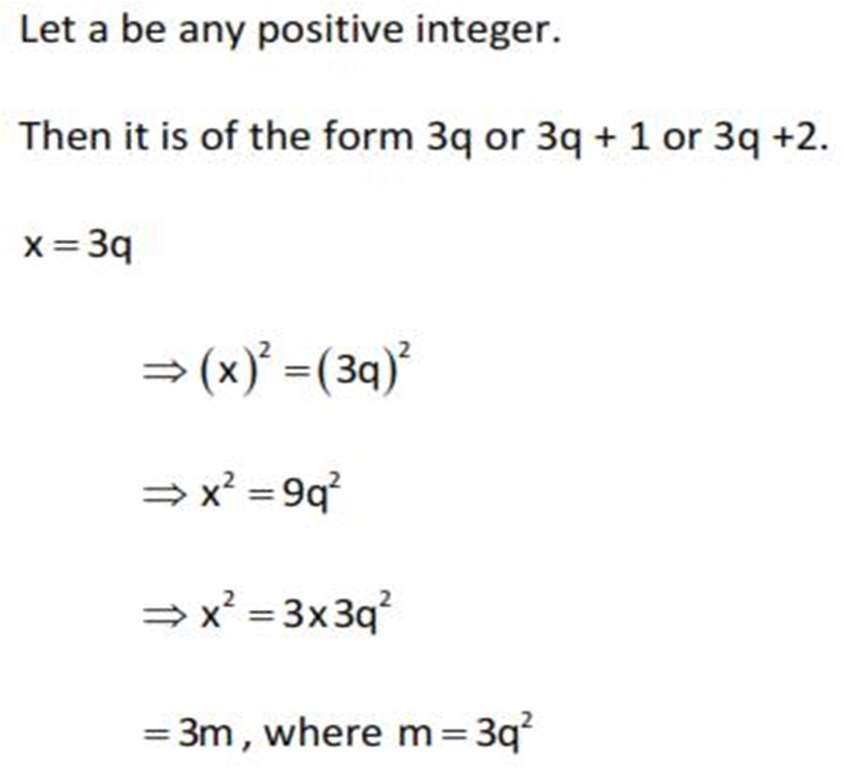 Let a be any positive integer.
Then it is of the form 3q or 3q + 1 or 3q +2.
x = 3q
⇒ (x)² = (3q)²
⇒ x² = 9q²
⇒ x² = 3x3q²
= 3m, where m = 3q²